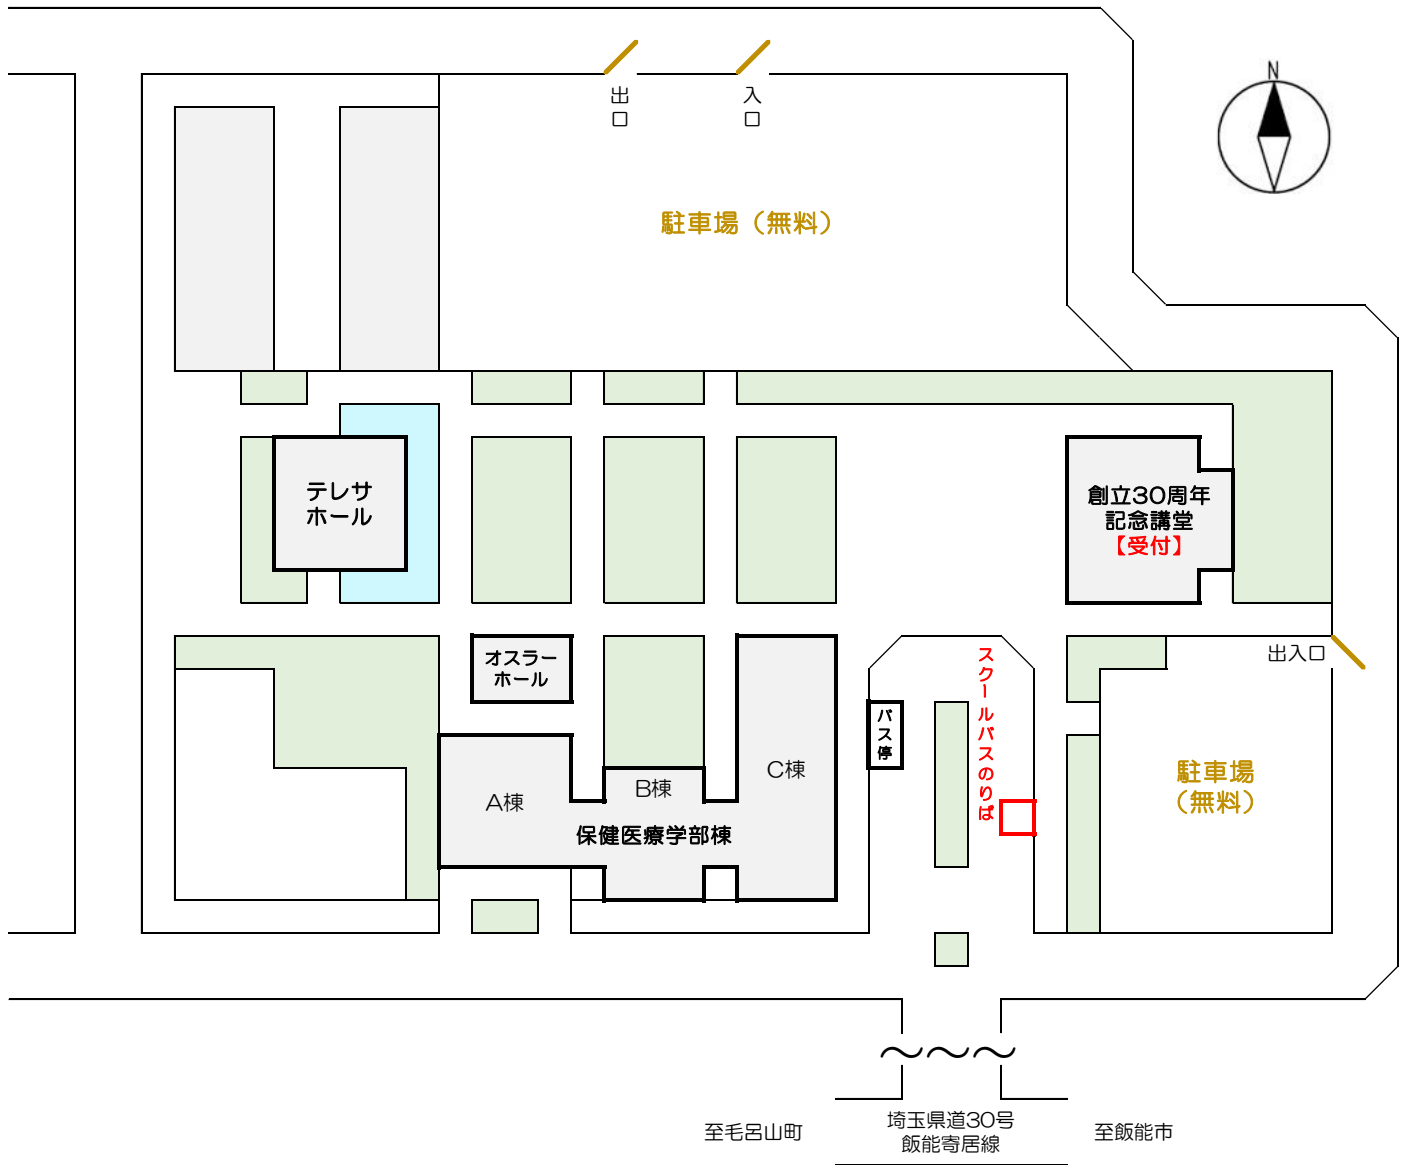 N
出口
入口
駐車場（無料）
テレサ
ホール
創立30周年
記念講堂
【受付】
オスラー
ホール
スクールバスのりば
出入口
バス停
A棟
B棟
C棟
保健医療学部棟
駐車場
（無料）
埼玉県道30号
飯能寄居線
至毛呂山町
至飯能市